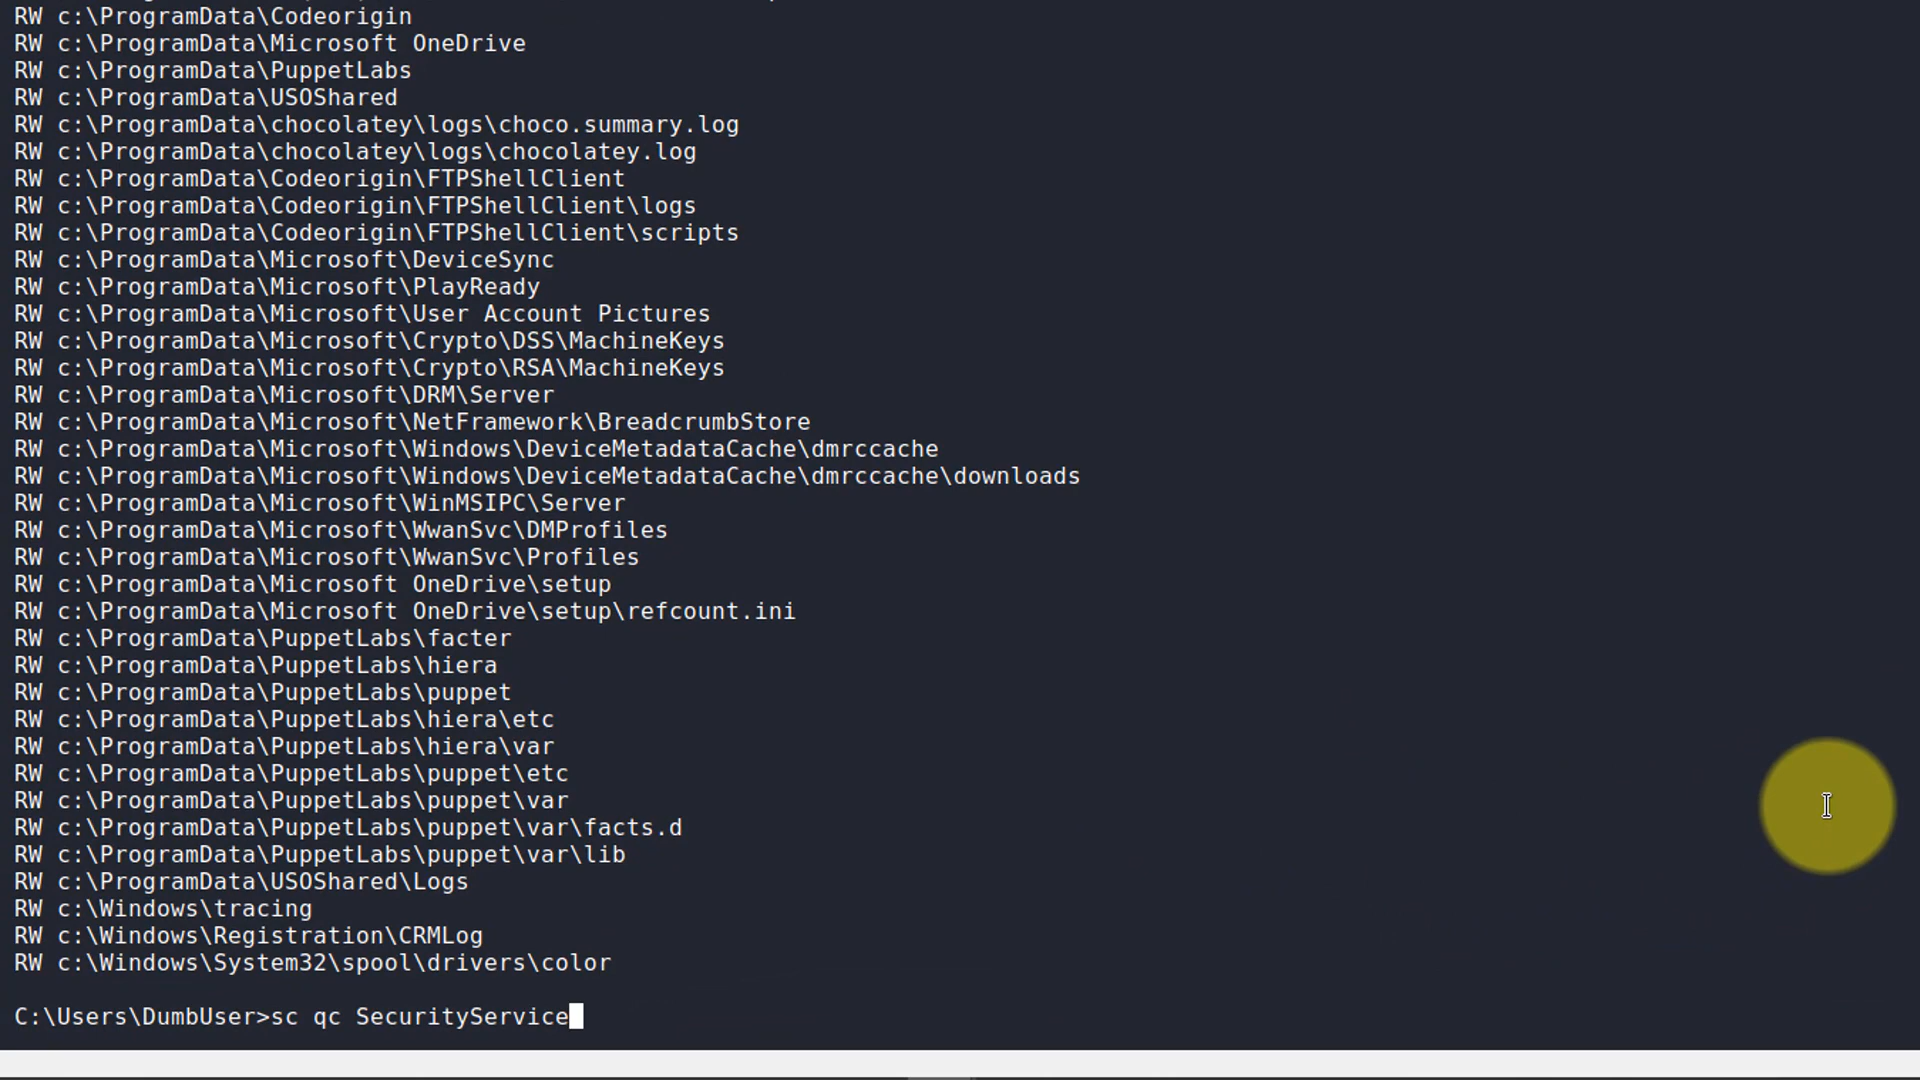 RW c:\ProgramData\Codeorigin
RW c:\ProgramData\Microsoft OneDrive
RW c:\ProgramData\PuppetLabs
RW c:\ProgramData\USOShared
RW c:\ProgramData\chocolatey\logs\choco.summary.log
RW c:\ProgramData\chocolatey\logs\chocolatey.log
RW c:\ProgramData\Codeorigin\FTPShellClient
RW c:\ProgramData\Codeorigin\FTPShellClient\logs
RW c:\ProgramData\Codeorigin\FTPShellClient\scripts
RW c:\ProgramData\Microsoft\DeviceSync
RW c:\ProgramData\Microsoft\PlayReady
RW c:\ProgramData\Microsoft\User Account Pictures
RW c:\ProgramData\Microsoft\Crypto\DSS\MachineKeys
RW c:\ProgramData\Microsoft\Crypto\RSA\MachineKeys
RW c:\ProgramData\Microsoft\DRM\Server
RW c:\ProgramData\Microsoft\NetFramework\BreadcrumbStore
RW c:\ProgramData\Microsoft\Windows\DeviceMetadataCache\dmrccache
RW c:\ProgramData\Microsoft\Windows\DeviceMetadataCache\dmrccache\downloads
RW c:\ProgramData\Microsoft\WinMSIPC\Server
RW c:\ProgramData\Microsoft\WwanSvc\DMProfiles
RW c:\ProgramData\Microsoft\WwanSvc\Profiles
RW c:\ProgramData\Microsoft OneDrive\setup
RW c:\ProgramData\Microsoft OneDrive\setup\refcount.ini
RW c:\ProgramData\PuppetLabs\facter
RW c:\ProgramData\PuppetLabs\hiera
RW c:\ProgramData\PuppetLabs\puppet
RW c:\ProgramData\PuppetLabs\hiera\etc
RW c:\ProgramData\PuppetLabs\hiera\var
RW c:\ProgramData\PuppetLabs\puppet\etc
RW c:\ProgramData\PuppetLabs\puppet\var
RW c:\ProgramData\PuppetLabs\puppet\var\facts.d
RW c:\ProgramData\PuppetLabs\puppet\var\lib
RW c:\ProgramData\USOShared\Logs
RW c:\Windows\tracing
RW c:\Windows\Registration\CRMLog
RW c:\Windows\System32\spool\drivers\color
C:\Users\DumbUser>sc qc SecurityService